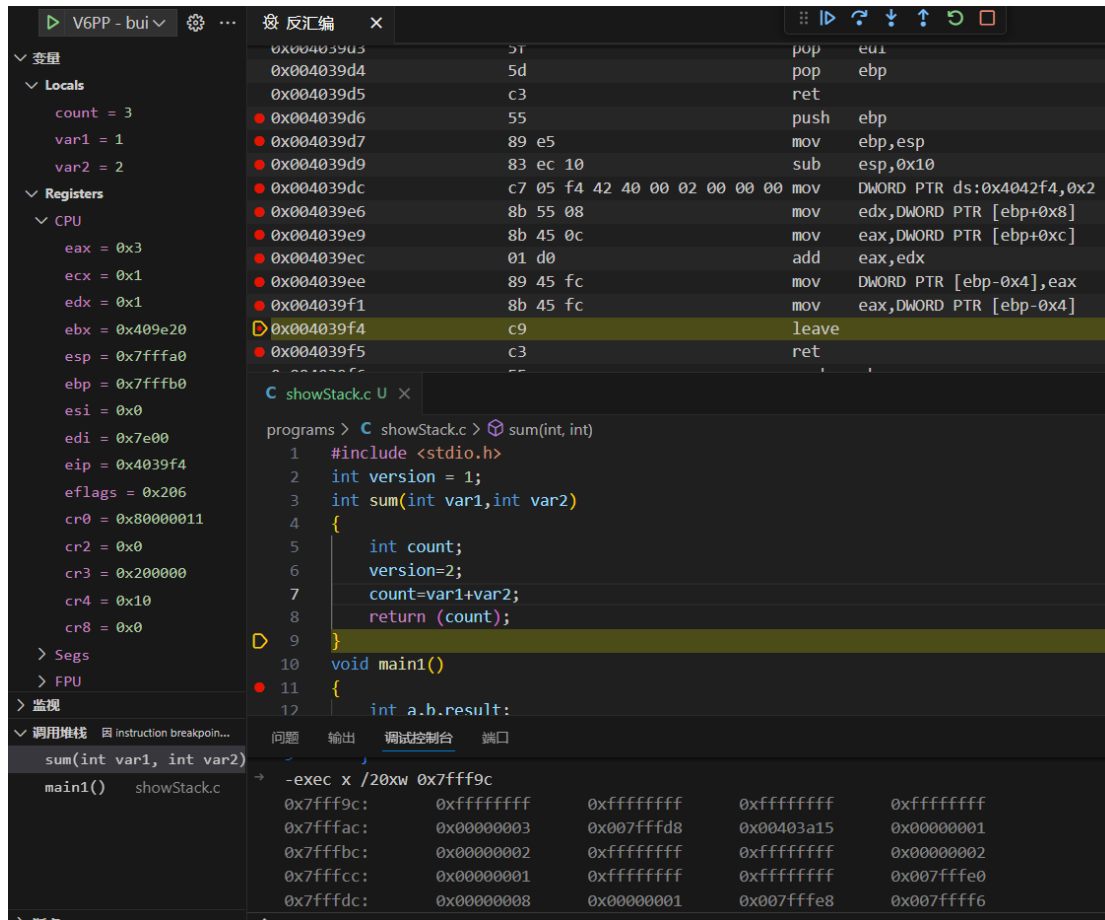 V6PP - bui
变量
Locals
count = 3
var1 = 1
var2 = 2
Registers
CPU
eax = 0x3
ecx = 0x1
edx = 0x1
ebx = 0x409e20
esp = 0x7fffa0
ebp = 0x7fffb0
esi = 0x0
edi = 0x7e00
eip = 0x4039f4
eflags = 0x206
cr0 = 0x80000011
cr2 = 0x0
cr3 = 0x200000
cr4 = 0x10
cr8 = 0x0
Segs
FPU
监视
调用堆栈 因 instruction breakpoin...
sum(int var1, int var2)
main1() showStack.c
反汇编
0x004039d3 5f pop edi
0x004039d4 5d pop ebp
0x004039d5 c3 ret
0x004039d6 55 push ebp
0x004039d7 89 e5 mov ebp,esp
0x004039d9 83 ec 10 sub esp,0x10
0x004039dc c7 05 f4 42 40 00 02 00 00 00 mov DWORD PTR ds:0x4042f4,0x2
0x004039e6 8b 55 08 mov edx,DWORD PTR [ebp+0x8]
0x004039e9 8b 45 0c mov eax,DWORD PTR [ebp+0xc]
0x004039ec 01 d0 add eax,edx
0x004039ee 89 45 fc mov DWORD PTR [ebp-0x4],eax
0x004039f1 8b 45 fc mov eax,DWORD PTR [ebp-0x4]
0x004039f4 c9 leave
0x004039f5 c3 ret
C showStack.c U
programs > C showStack.c > sum(int, int)
1 #include <stdio.h>
2 int version = 1;
3 int sum(int var1,int var2)
4 {
5 int count;
6 version=2;
7 count=var1+var2;
8 return (count);
9 }
10 void main1()
11 {
12 int a,b,result;
问题 输出 调试控制台 端口
-exec x /20xw 0x7fff9c
0x7fff9c: 0xffffffff 0xffffffff 0xffffffff 0xffffffff
0x7fffac: 0x00000003 0x007fffd8 0x00403a15 0x00000001
0x7fffbc: 0x00000002 0xffffffff 0xffffffff 0x00000002
0x7fffcc: 0x00000001 0xffffffff 0xffffffff 0x007fffe0
0x7fffdc: 0x00000008 0x00000001 0x007fffe8 0x007ffff6